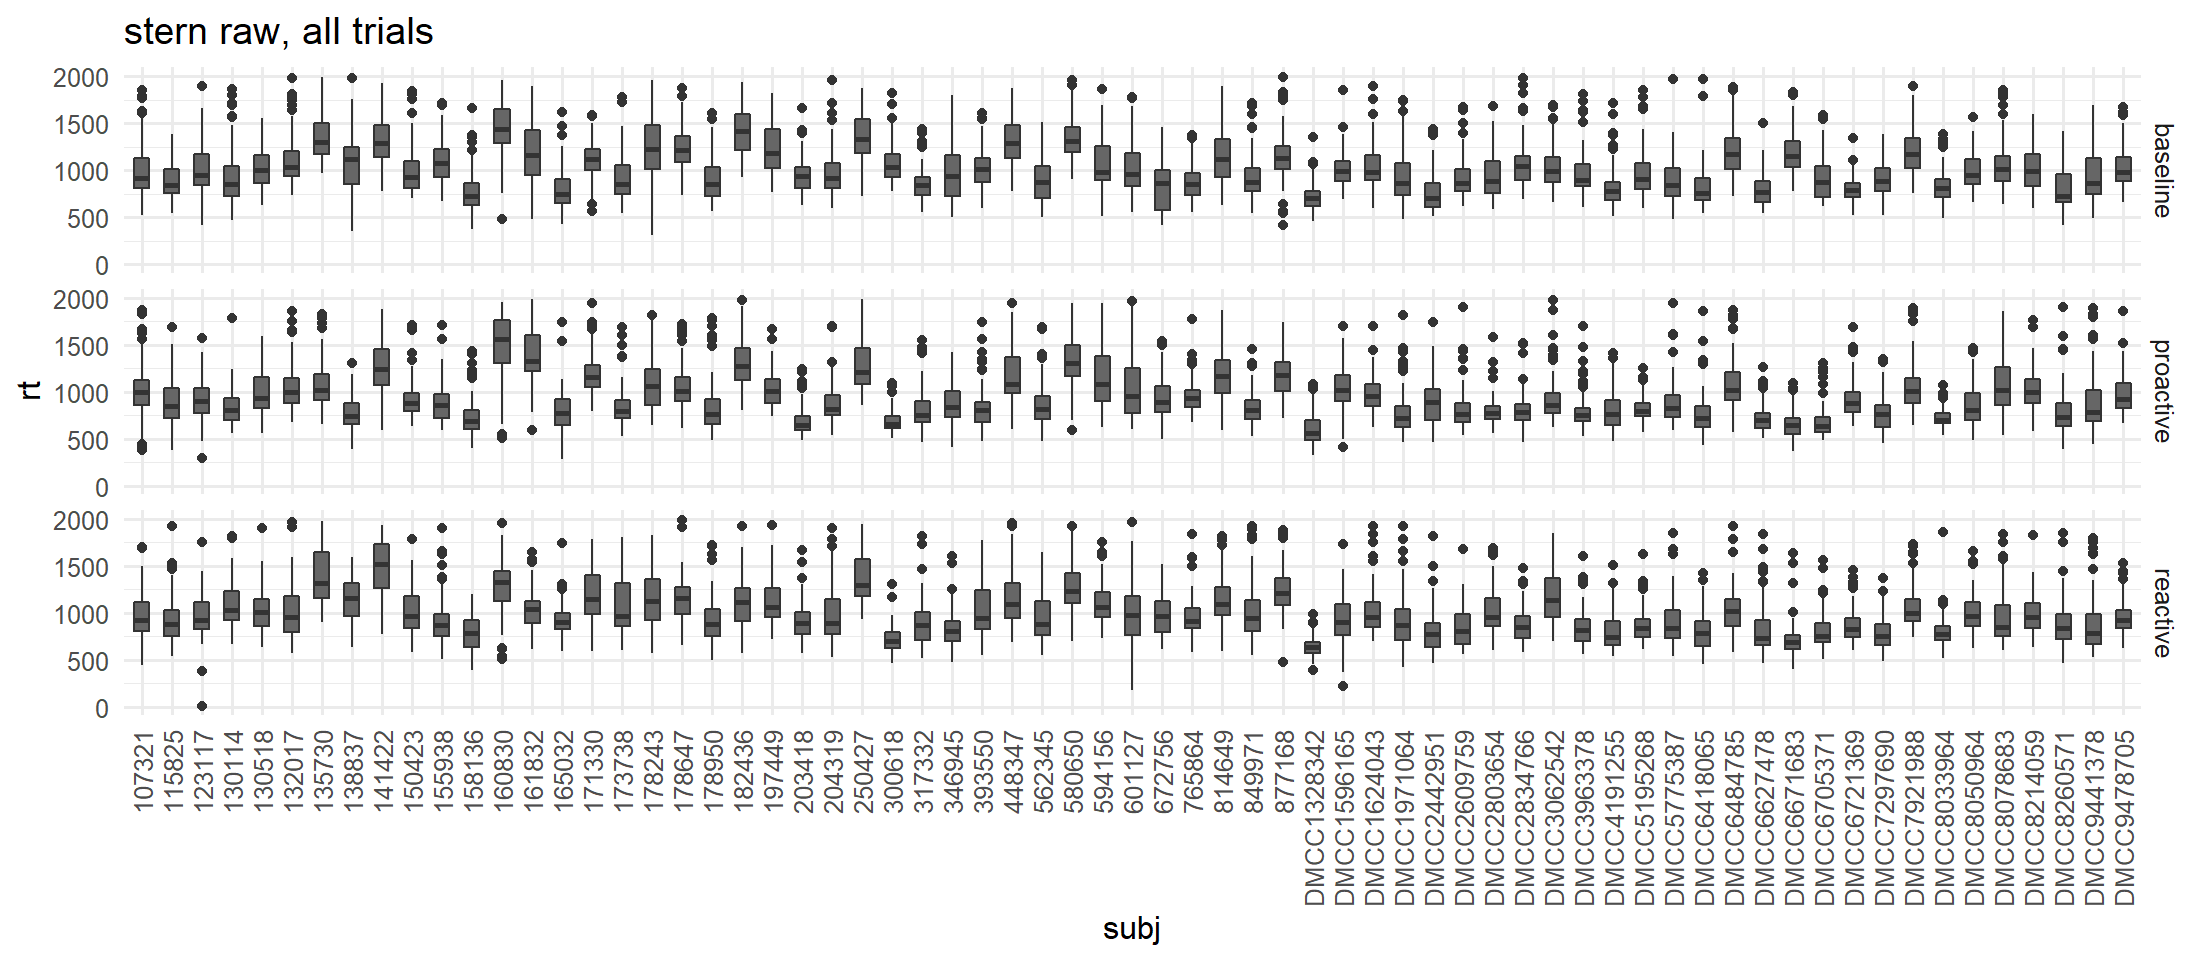 stern raw, all trials
2000
1500
1000
500
0
baseline
2000
1500
1000
500
0
proactive
2000
1500
1000
500
0
reactive
rt
107321
115825
123117
130114
130518
132017
135730
138837
141422
150423
155938
158136
160830
161832
165032
171330
173738
178243
178647
178950
182436
197449
203418
204319
250427
300618
317332
346945
393550
448347
562345
580650
594156
601127
672756
765864
814649
849971
877168
DMCC1328342
DMCC1596165
DMCC1624043
DMCC1971064
DMCC2442951
DMCC2609759
DMCC2803654
DMCC2834766
DMCC3062542
DMCC3963378
DMCC4191255
DMCC5195268
DMCC5775387
DMCC6418065
DMCC6484785
DMCC6627478
DMCC6671683
DMCC6705371
DMCC6721369
DMCC7297690
DMCC7921988
DMCC8033964
DMCC8050964
DMCC8078683
DMCC8214059
DMCC8260571
DMCC9441378
DMCC9478705
subj